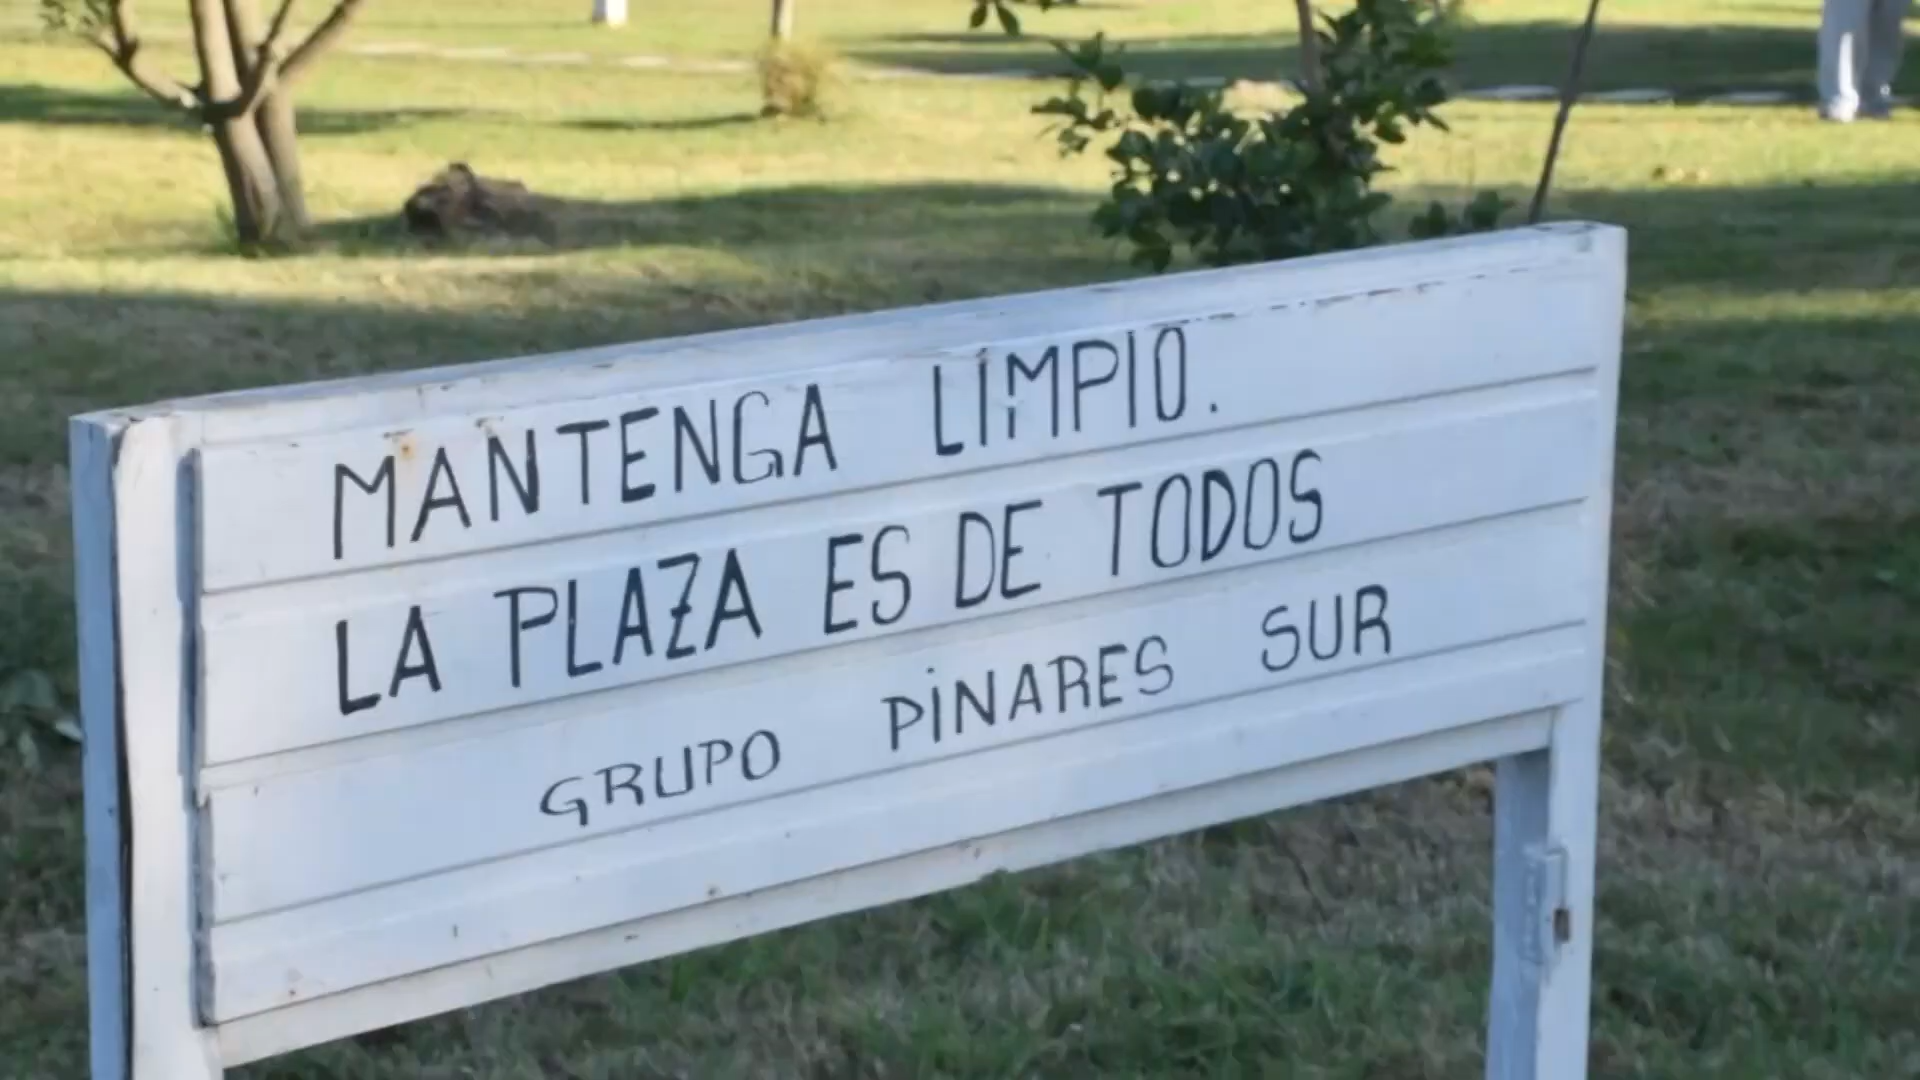 MANTENGA LIMPIO.
LA PLAZA ES DE TODOS
GRUPO PINARES SUR